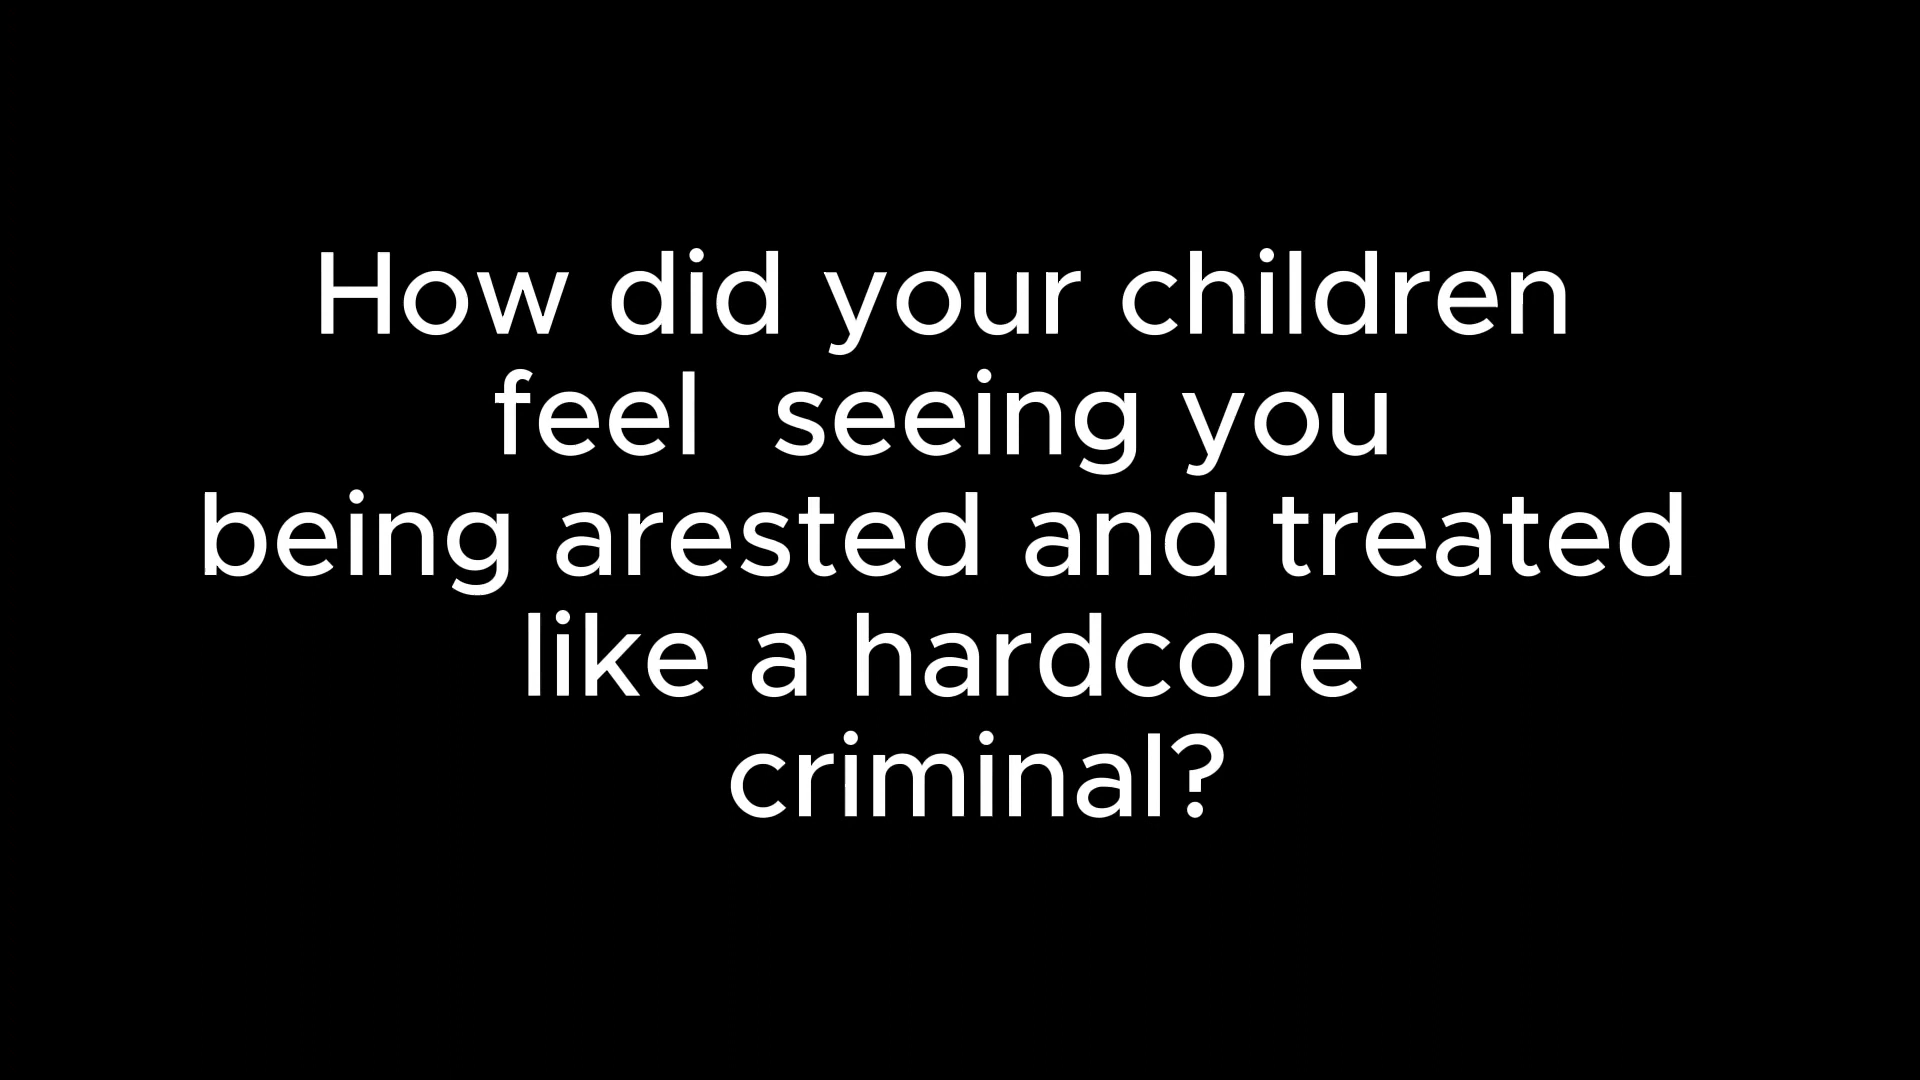 How did your children
feel  seeing you
being arested and treated
like a hardcore
criminal?